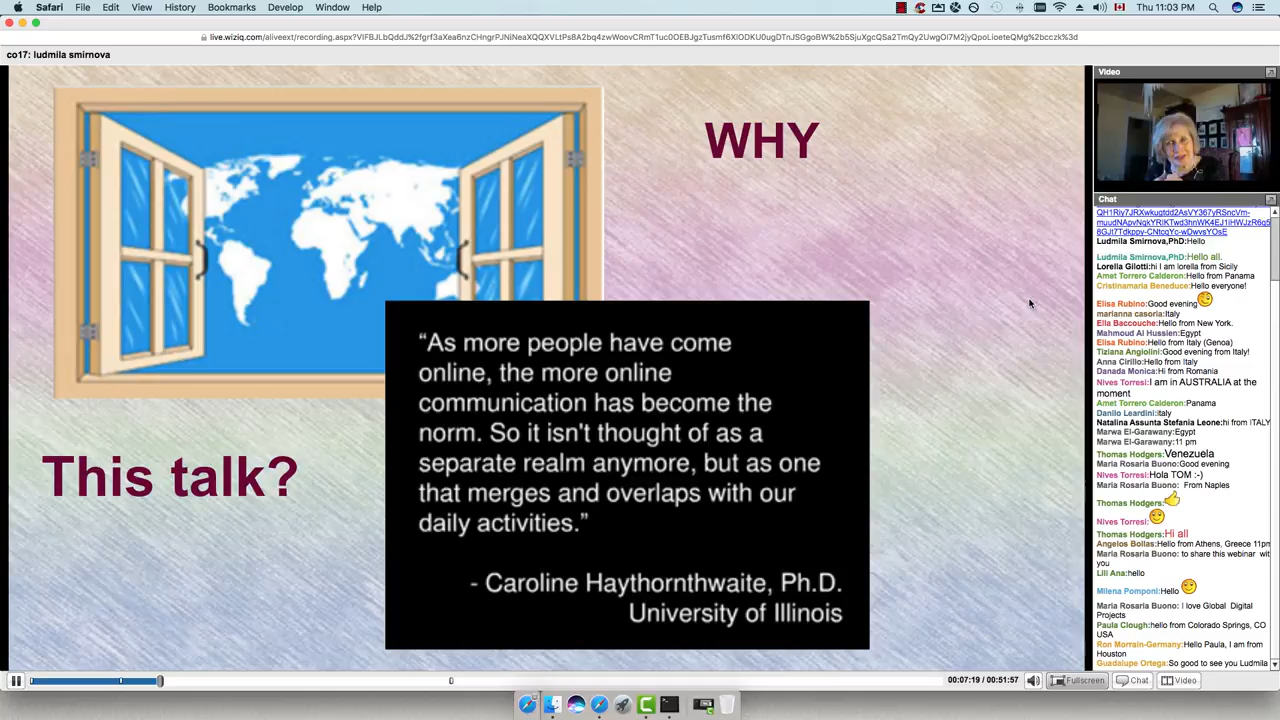 Safari File Edit View History Bookmarks Develop Window Help
Thu 11:03 PM
co17: ludmila smirnova
WHY
This talk?
“As more people have come
online, the more online
communication has become the
norm. So it isn't thought of as a
separate realm anymore, but as one
that merges and overlaps with our
daily activities.”
- Caroline Haythornthwaite, Ph.D.
University of Illinois
Video
Chat
Ludmila Smirnova,PhD:Hello
Ludmila Smirnova,PhD:Hello all.
Lorella Gilotti:hi I am lorella from Sicily
Amet Torrero Calderon:Hello from Panama
Cristinamaria Beneduce:Hello everyone!
Elisa Rubino:Good evening
marianna casoria:Italy
Ella Baccouche:Hello from New York.
Mahmoud Al Hussien:Egypt
Elisa Rubino:Hello from Italy (Genoa)
Tiziana Angiolini:Good evening from Italy!
Anna Cirillo:Hello from Italy
Danada Monica:Hi from Romania
Nives Torresi:I am in AUSTRALIA at the
moment
Amet Torrero Calderon:Panama
Danilo Leardini:italy
Natalina Assunta Stefania Leone:hi from ITALY
Marwa El-Garawany:Egypt
Marwa El-Garawany:11 pm
Thomas Hodgers:Venezuela
Maria Rosaria Buono:Good evening
Nives Torresi:Hola TOM :-)
Maria Rosaria Buono: From Naples
Thomas Hodgers:
Nives Torresi:
Thomas Hodgers:Hi all
Angelos Bollas:Hello from Athens, Greece 11pm
Maria Rosaria Buono: to share this webinar with
you
Lili Ana:hello
Milena Pomponi:Hello
Maria Rosaria Buono: I love Global Digital
Projects
Paula Clough:hello from Colorado Springs, CO
USA
Ron Morrain-Germany:Hello Paula, I am from
Houston
Guadalupe Ortega:So good to see you Ludmila
00:07:19 / 00:51:57
Fullscreen
Chat
Video